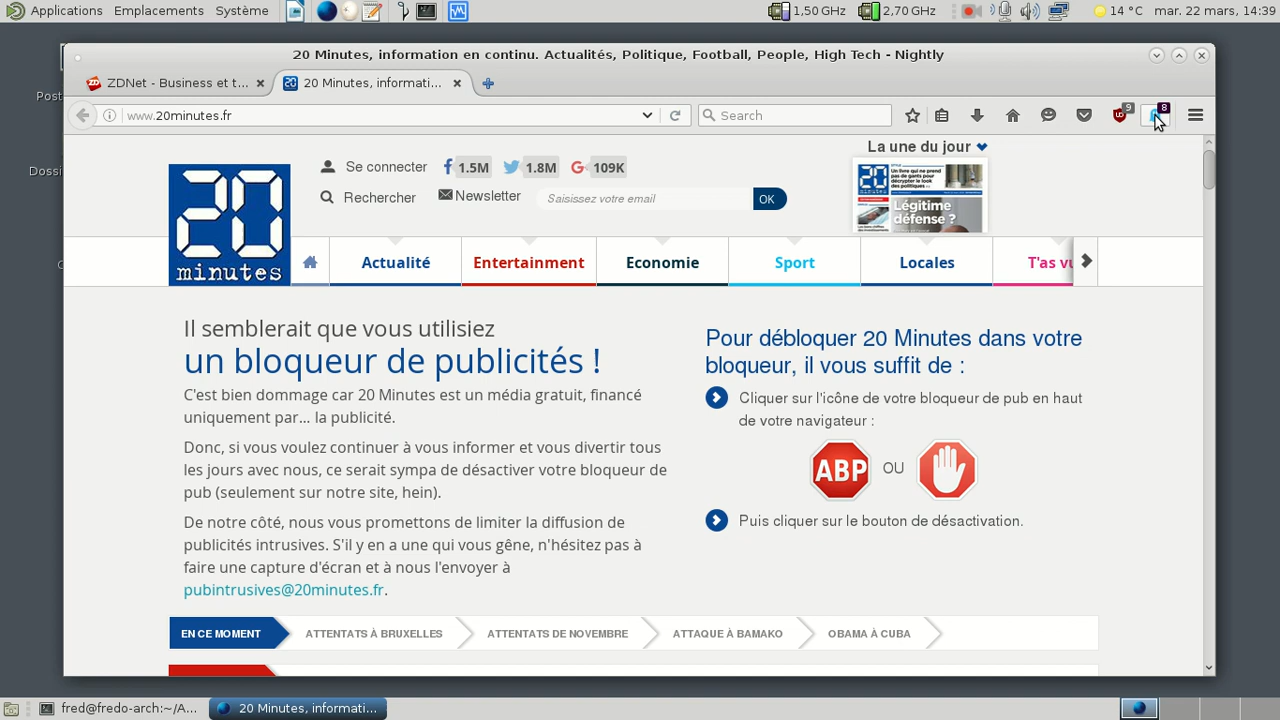 Applications Emplacements Système 1,50 GHz 2,70 GHz 14 °C mar. 22 mars, 14:39
20 Minutes, information en continu. Actualités, Politique, Football, People, High Tech - Nightly
ZDNet - Business et t... 20 Minutes, informati...
www.20minutes.fr Search 9 8
Post
Dossi
La une du jour
Se connecter 1.5M 1.8M 109K
Rechercher Newsletter Saisissez votre email OK
20 minutes
Légitime
défense ?
Actualité Entertainment Economie Sport Locales T'as vu
Il semblerait que vous utilisiez
un bloqueur de publicités !
C'est bien dommage car 20 Minutes est un média gratuit, financé
uniquement par... la publicité.
Donc, si vous voulez continuer à vous informer et vous divertir tous
les jours avec nous, ce serait sympa de désactiver votre bloqueur de
pub (seulement sur notre site, hein).
De notre côté, nous vous promettons de limiter la diffusion de
publicités intrusives. S'il y en a une qui vous gêne, n'hésitez pas à
faire une capture d'écran et à nous l'envoyer à
pubintrusives@20minutes.fr.
Pour débloquer 20 Minutes dans votre
bloqueur, il vous suffit de :
Cliquer sur l'icône de votre bloqueur de pub en haut
de votre navigateur :
ABP OU
Puis cliquer sur le bouton de désactivation.
EN CE MOMENT ATTENTATS À BRUXELLES ATTENTATS DE NOVEMBRE ATTAQUE À BAMAKO OBAMA À CUBA
fred@fredo-arch:~/A... 20 Minutes, informati...